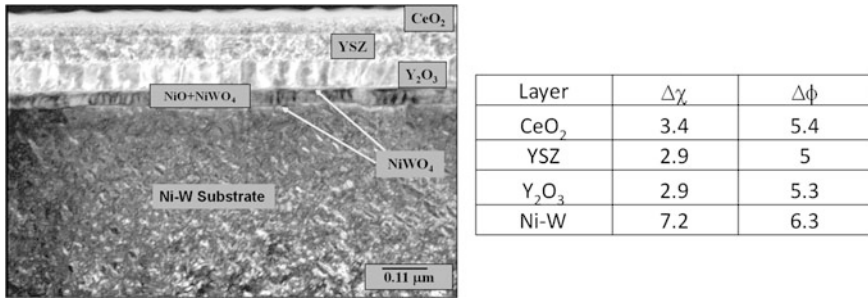 CeO₂
YSZ
Y₂O₃
NiO+NiWO₄
NiWO₄
Ni-W Substrate
0.11 μm
Layer Δχ Δϕ
CeO₂ 3.4 5.4
YSZ 2.9 5
Y₂O₃ 2.9 5.3
Ni-W 7.2 6.3